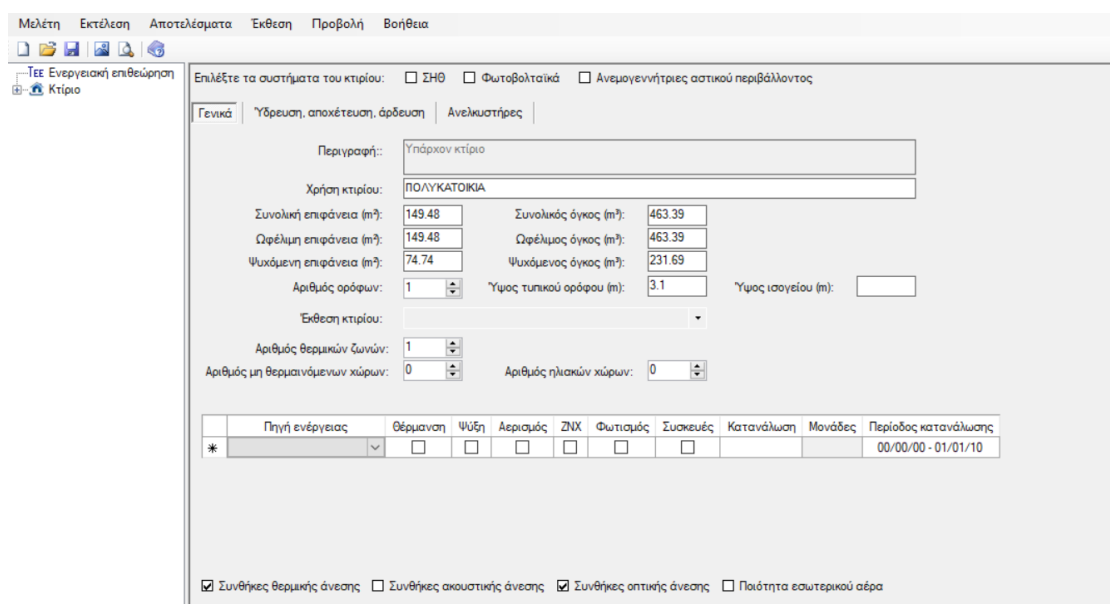 Μελέτη Εκτέλεση Αποτελέσματα Έκθεση Προβολή Βοήθεια
ΤΕΕ Ενεργειακή επιθεώρηση
Κτίριο
Επιλέξτε τα συστήματα του κτιρίου: ΣΗΘ Φωτοβολταϊκά Ανεμογεννήτριες αστικού περιβάλλοντος
Γενικά Ύδρευση, αποχέτευση, άρδευση Ανελκυστήρες
Περιγραφή:: Υπάρχον κτίριο
Χρήση κτιρίου: ΠΟΛΥΚΑΤΟΙΚΙΑ
Συνολική επιφάνεια (m²): 149.48 Συνολικός όγκος (m³): 463.39
Ωφέλιμη επιφάνεια (m²): 149.48 Ωφέλιμος όγκος (m³): 463.39
Ψυχόμενη επιφάνεια (m²): 74.74 Ψυχόμενος όγκος (m³): 231.69
Αριθμός ορόφων: 1 Ύψος τυπικού ορόφου (m): 3.1 Ύψος ισογείου (m):
Έκθεση κτιρίου:
Αριθμός θερμικών ζωνών: 1
Αριθμός μη θερμαινόμενων χώρων: 0 Αριθμός ηλιακών χώρων: 0
Πηγή ενέργειας Θέρμανση Ψύξη Αερισμός ΖΝΧ Φωτισμός Συσκευές Κατανάλωση Μονάδες Περίοδος κατανάλωσης
00/00/00 - 01/01/10
Συνθήκες θερμικής άνεσης Συνθήκες ακουστικής άνεσης Συνθήκες οπτικής άνεσης Ποιότητα εσωτερικού αέρα